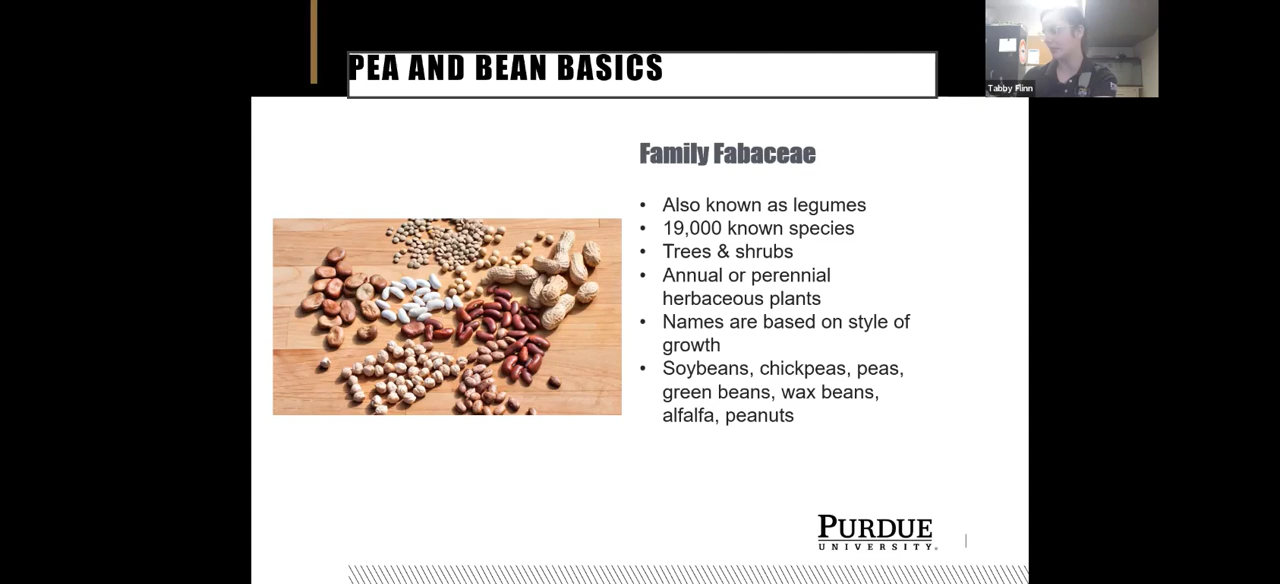 PEA AND BEAN BASICS
Tabby Flinn
Family Fabaceae
• Also known as legumes
• 19,000 known species
• Trees & shrubs
• Annual or perennial
herbaceous plants
• Names are based on style of
growth
• Soybeans, chickpeas, peas,
green beans, wax beans,
alfalfa, peanuts
PURDUE
UNIVERSITY®